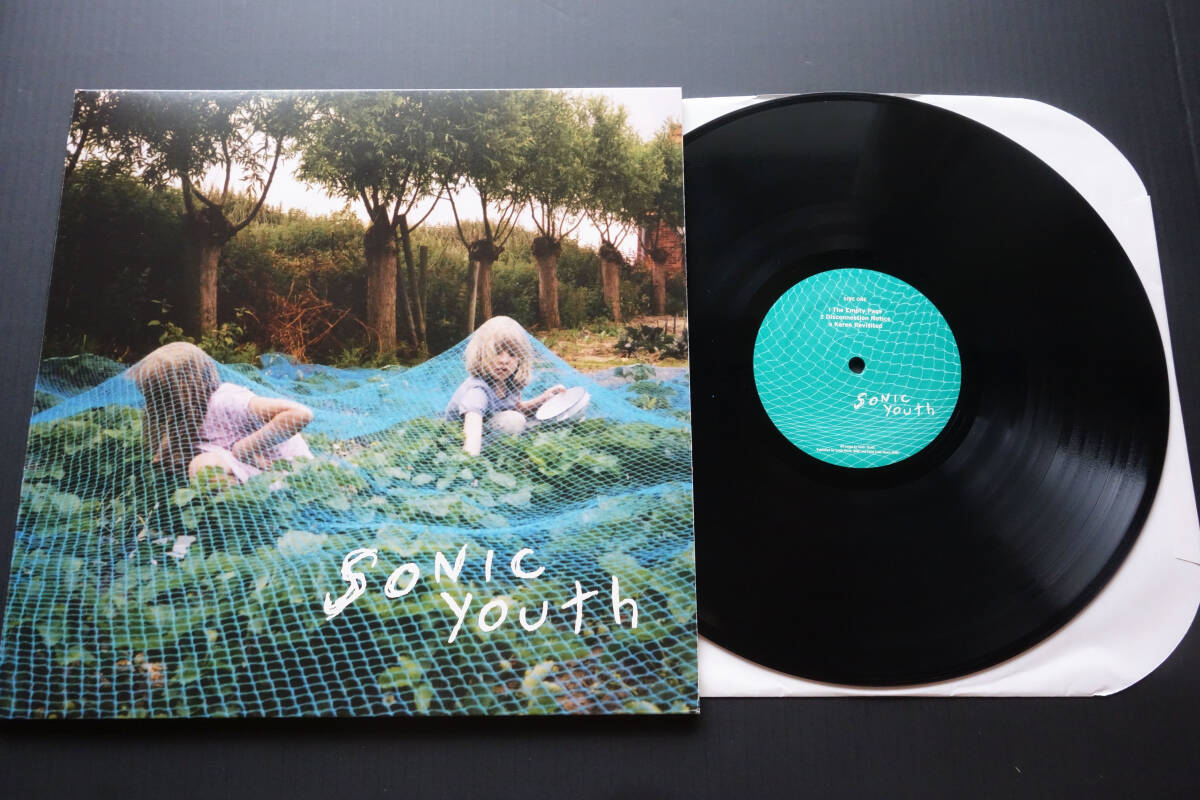 SONIC
YOUTH
SIDE ONE
1 The Empty Page
2 Disconnection Notice
3 Karen Revisited
SONIC
YOUTH